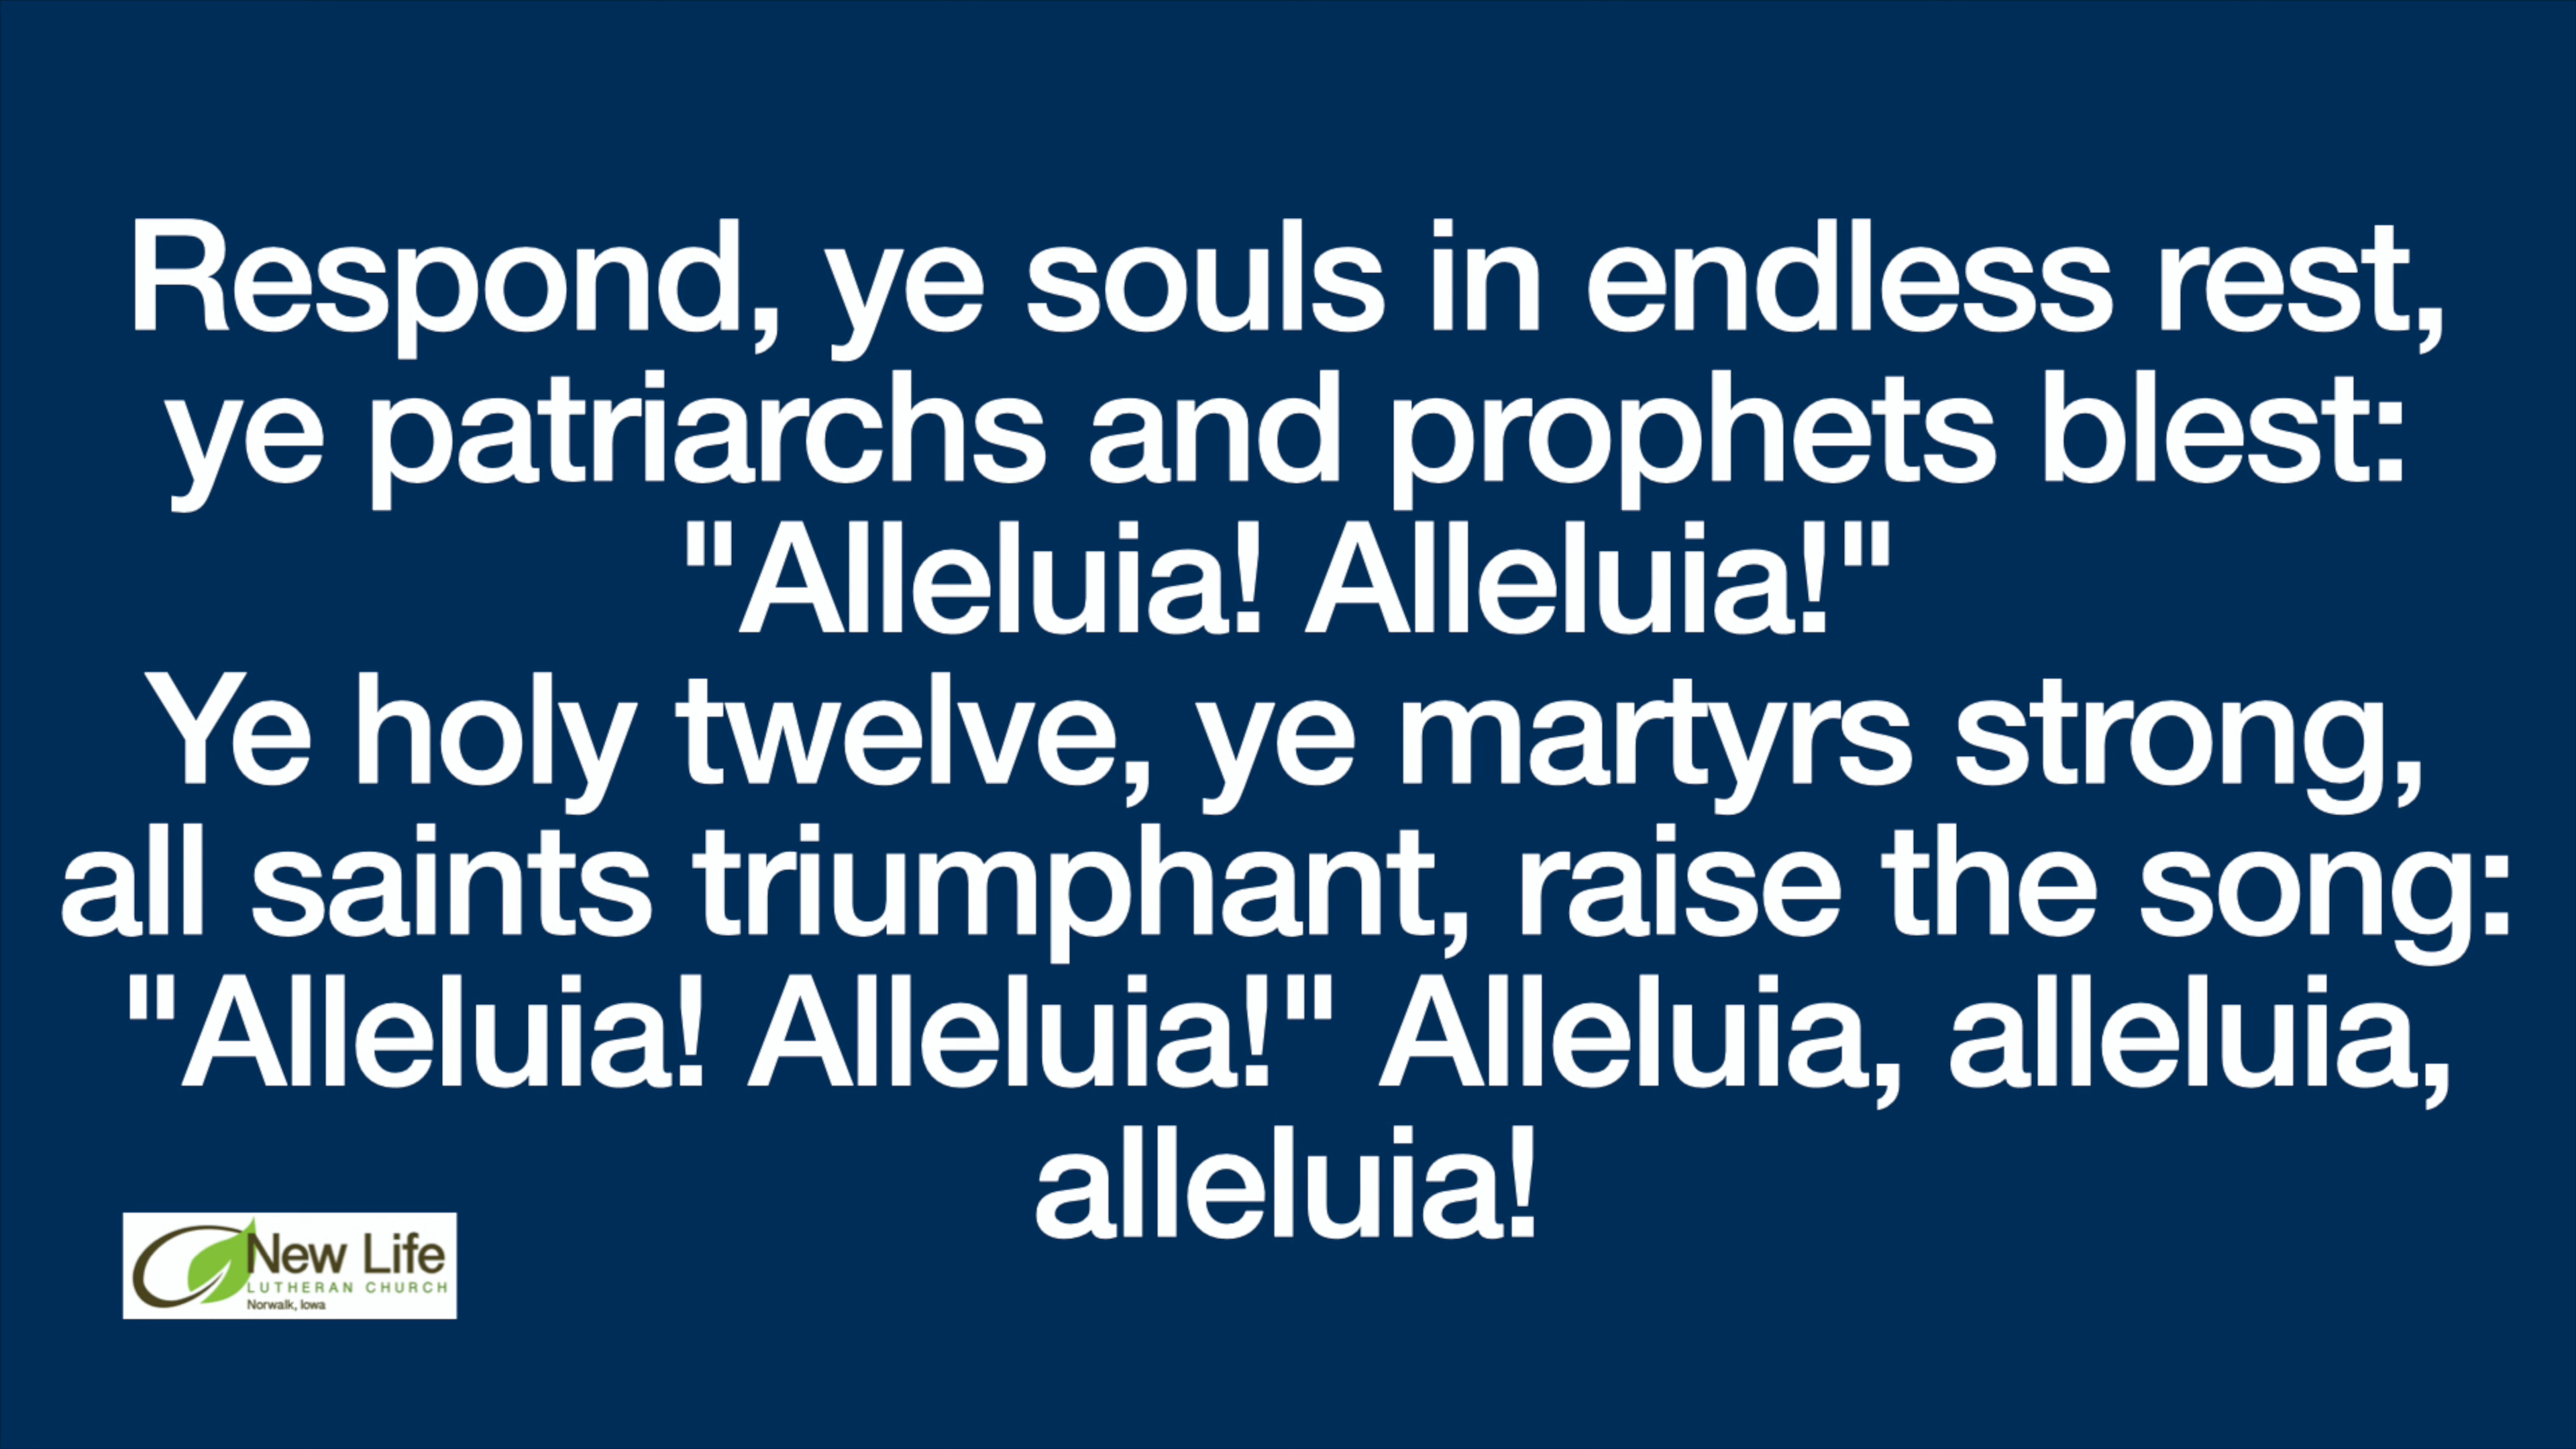 Respond, ye souls in endless rest,
ye patriarchs and prophets blest:
"Alleluia! Alleluia!"
Ye holy twelve, ye martyrs strong,
all saints triumphant, raise the song:
"Alleluia! Alleluia!" Alleluia, alleluia,
alleluia!
New Life
LUTHERAN CHURCH
Norwalk, Iowa